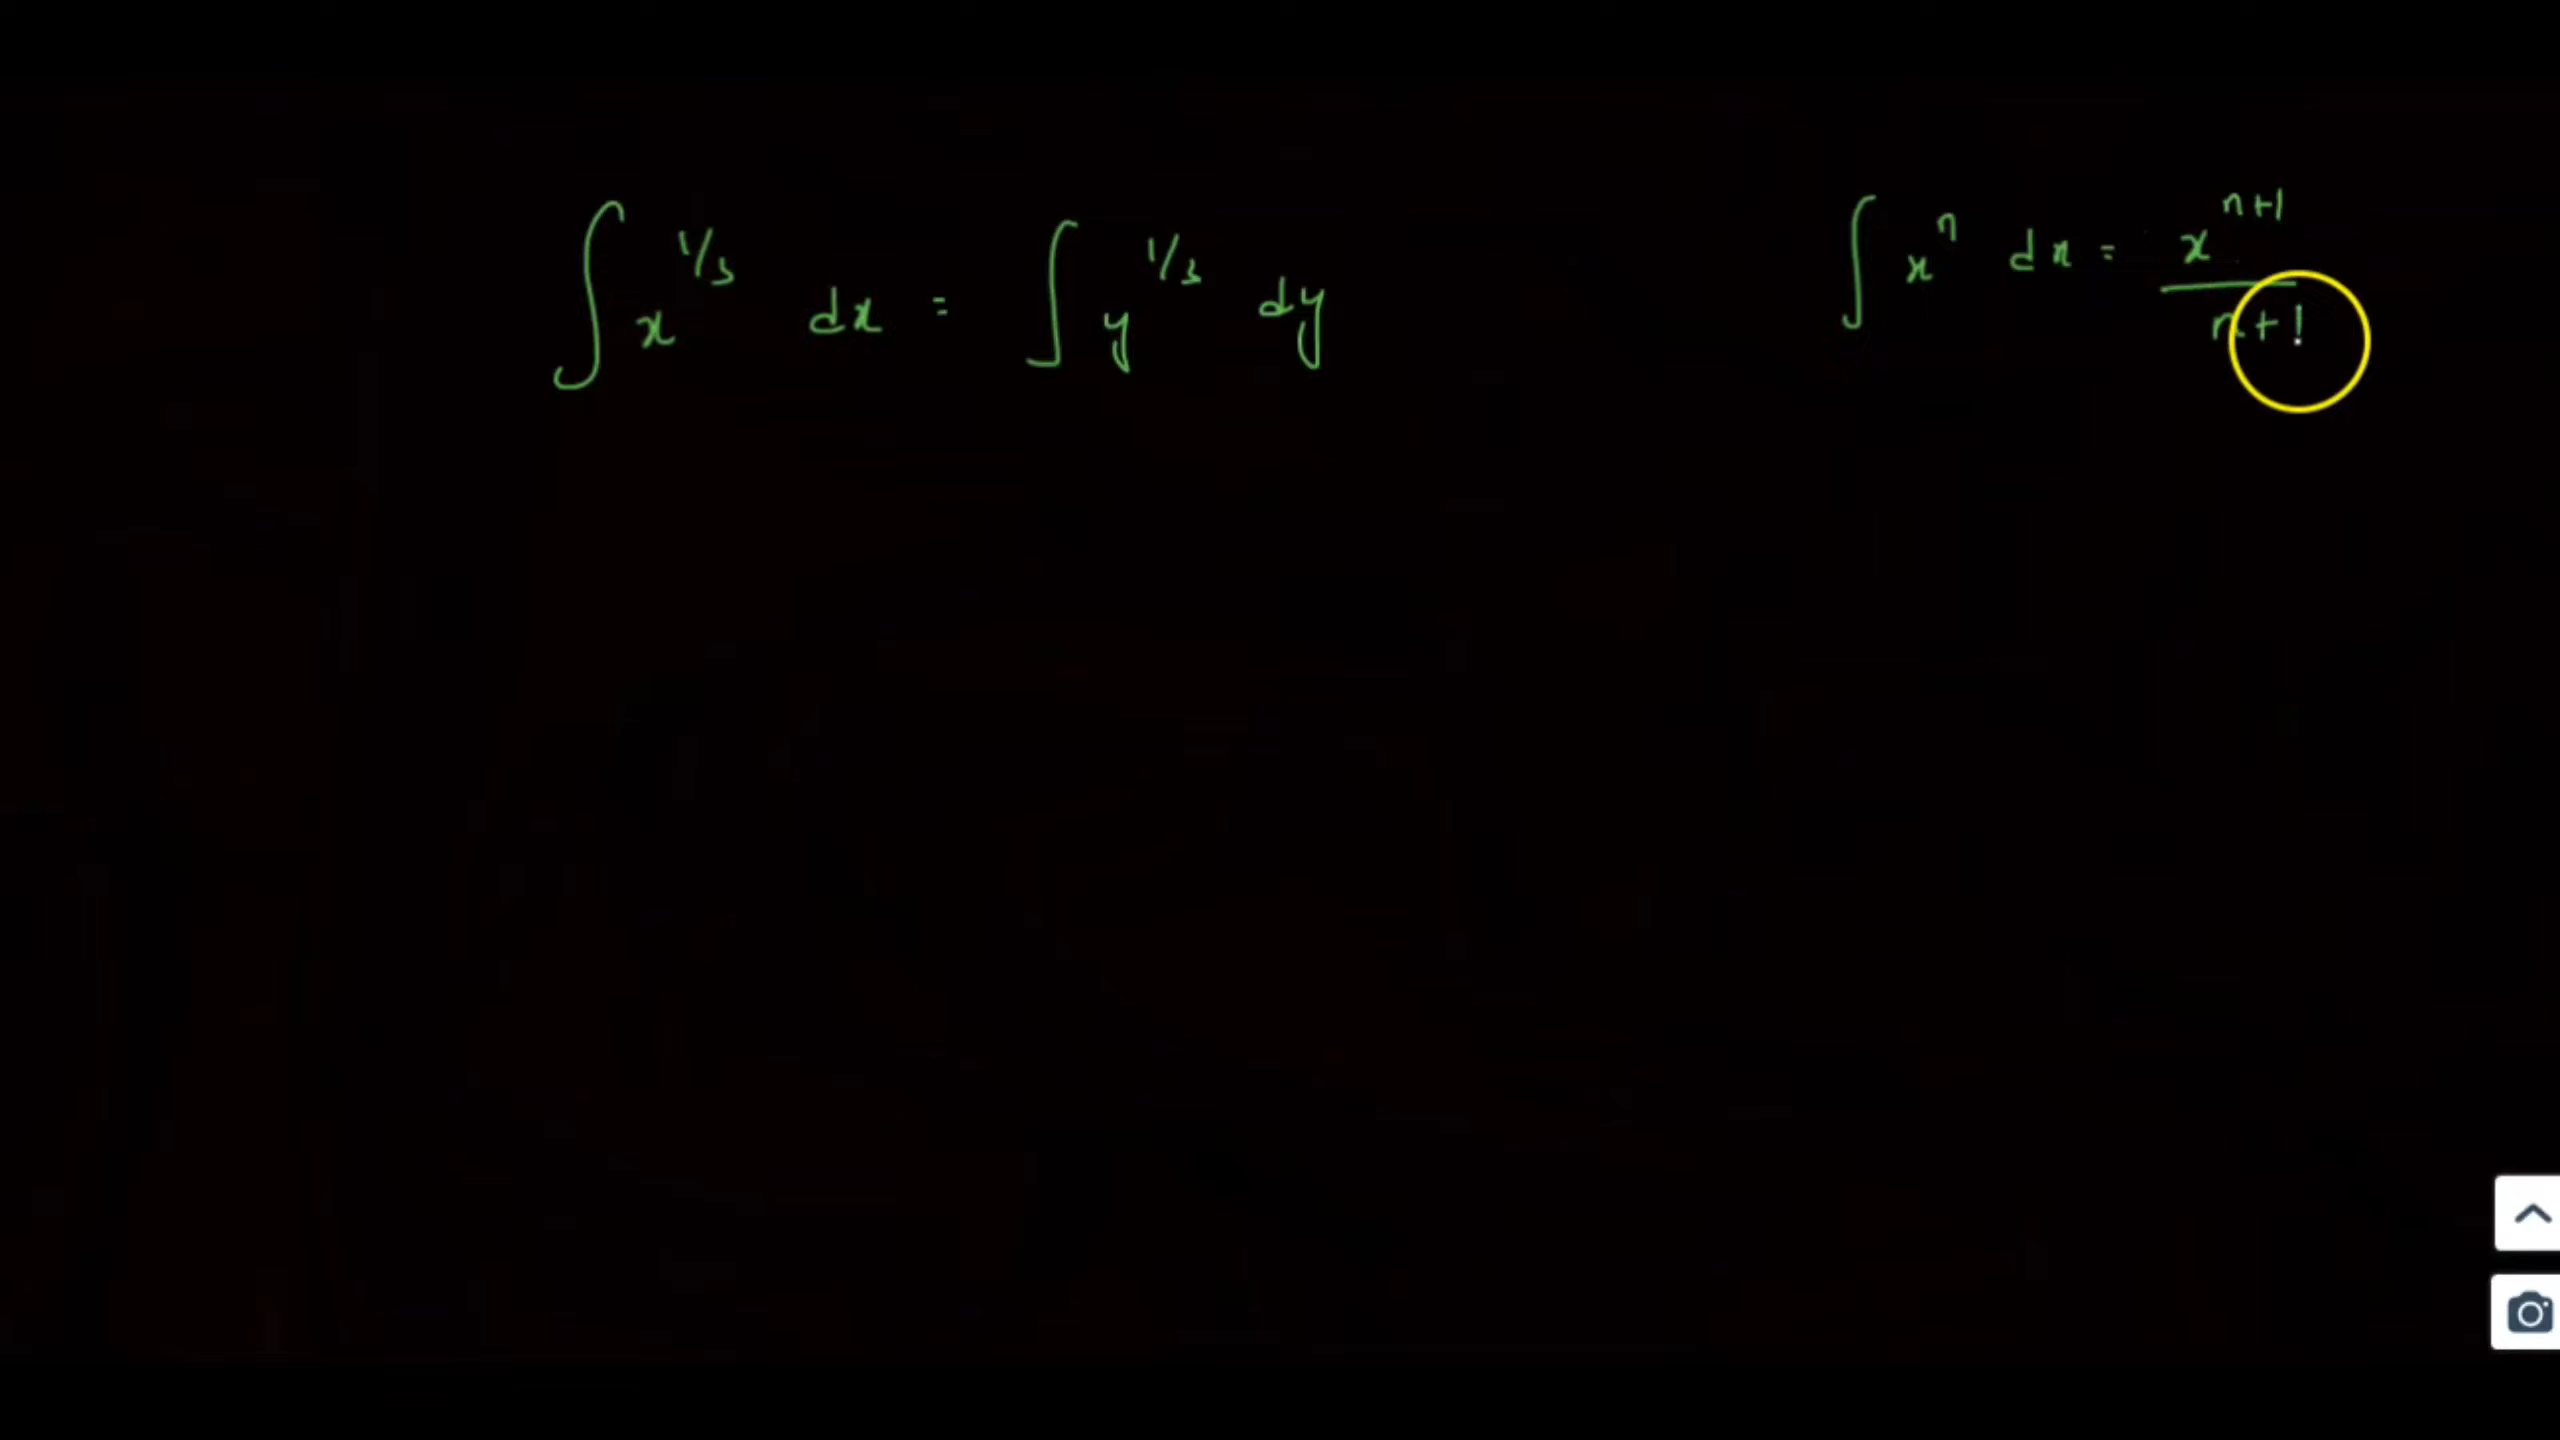 ∫ x^{1/3} dx = ∫ y^{1/3} dy
∫ x^n dx = x^{n+1} / n+1